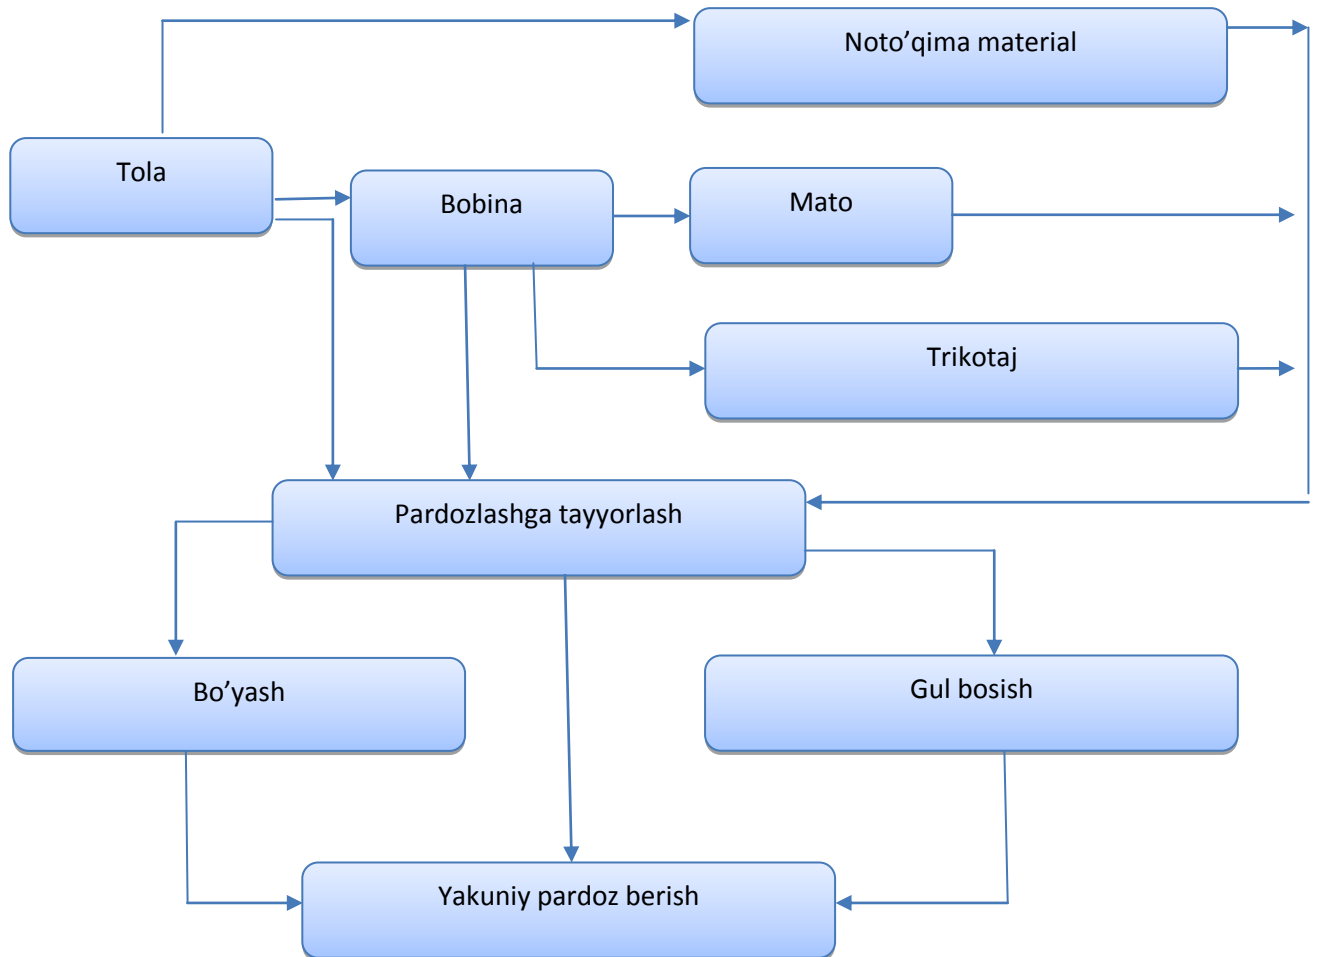 Noto’qima material
Tola
Bobina
Mato
Trikotaj
Pardozlashga tayyorlash
Bo’yash
Gul bosish
Yakuniy pardoz berish